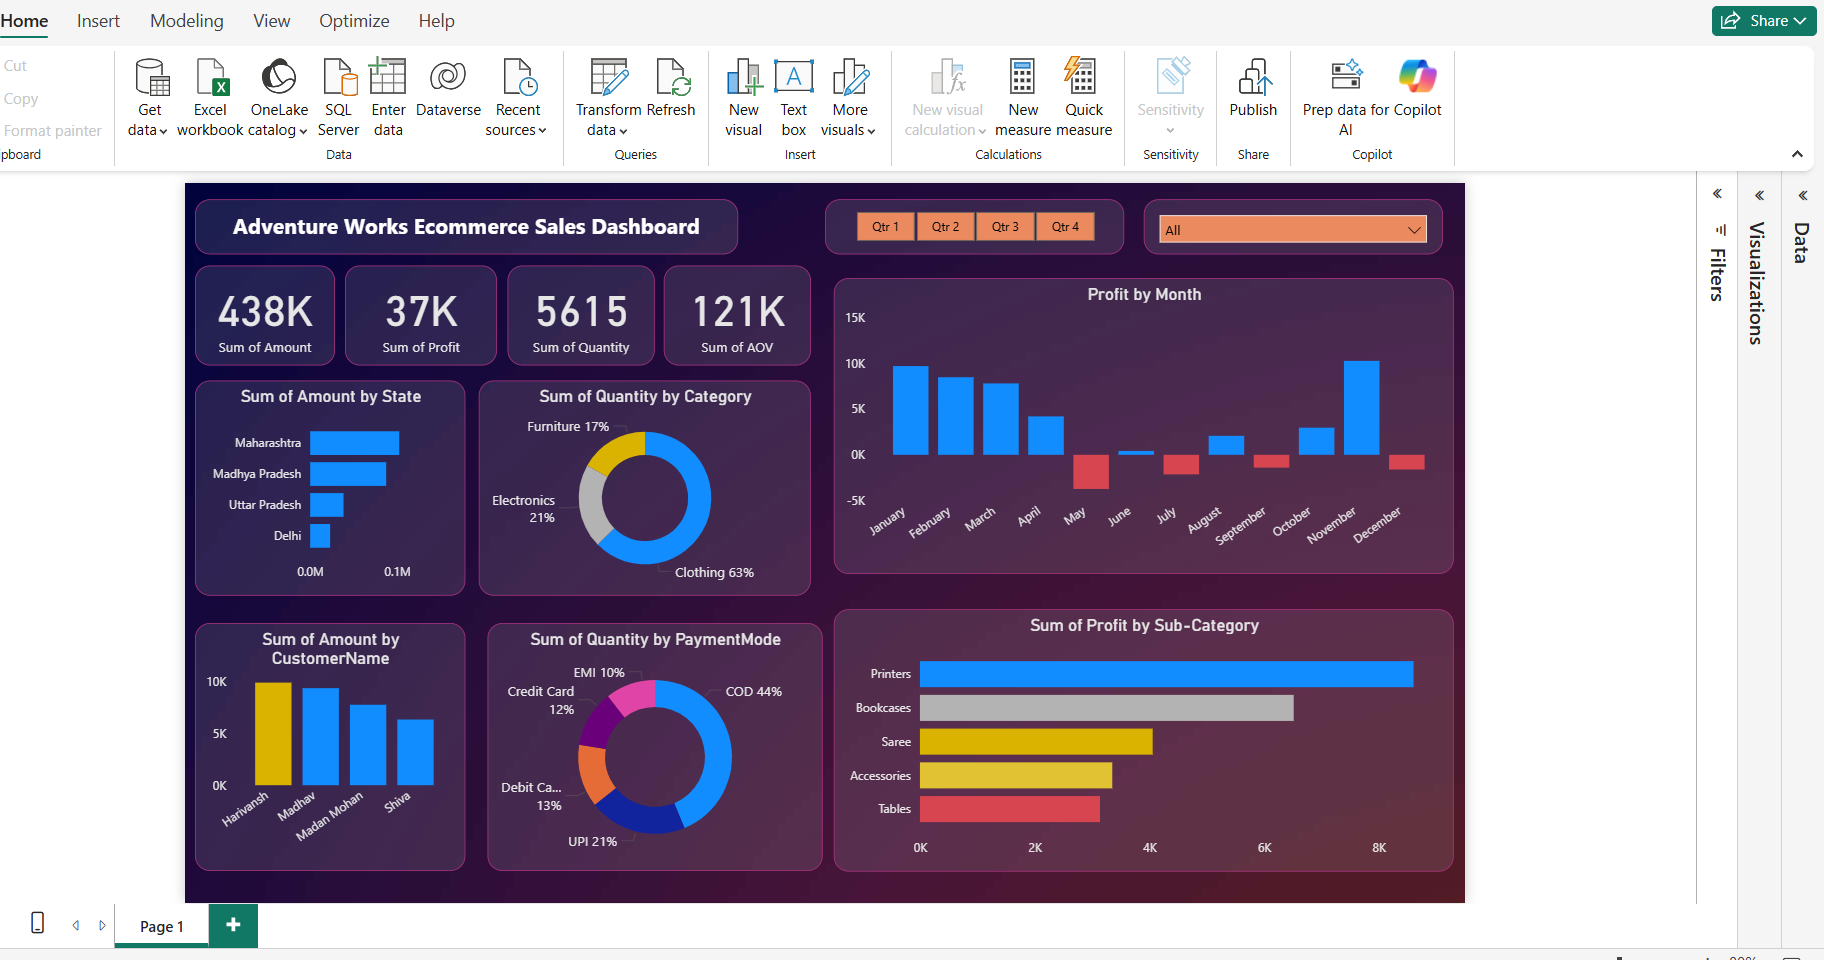 Home Insert Modeling View Optimize Help
Share
Cut
Copy
Format painter
pboard
Get data
Excel workbook
OneLake catalog
SQL Server
Enter data
Dataverse
Recent sources
Data
Transform data
Refresh
Queries
New visual
Text box
More visuals
Insert
New visual calculation
New measure
Quick measure
Calculations
Sensitivity
Sensitivity
Publish
Share
Prep data for AI
Copilot
Copilot
Adventure Works Ecommerce Sales Dashboard
Qtr 1 Qtr 2 Qtr 3 Qtr 4
All
438K
Sum of Amount
37K
Sum of Profit
5615
Sum of Quantity
121K
Sum of AOV
Profit by Month
15K
10K
5K
0K
-5K
January February March April May June July August September October November December
Sum of Amount by State
Maharashtra
Madhya Pradesh
Uttar Pradesh
Delhi
0.0M 0.1M
Sum of Quantity by Category
Furniture 17%
Electronics
21%
Clothing 63%
Sum of Amount by
CustomerName
10K
5K
0K
Harivansh Madhav Madan Mohan Shiva
Sum of Quantity by PaymentMode
EMI 10%
COD 44%
Credit Card
12%
Debit Ca...
13%
UPI 21%
Sum of Profit by Sub-Category
Printers
Bookcases
Saree
Accessories
Tables
0K 2K 4K 6K 8K
Filters
Visualizations
Data
Page 1